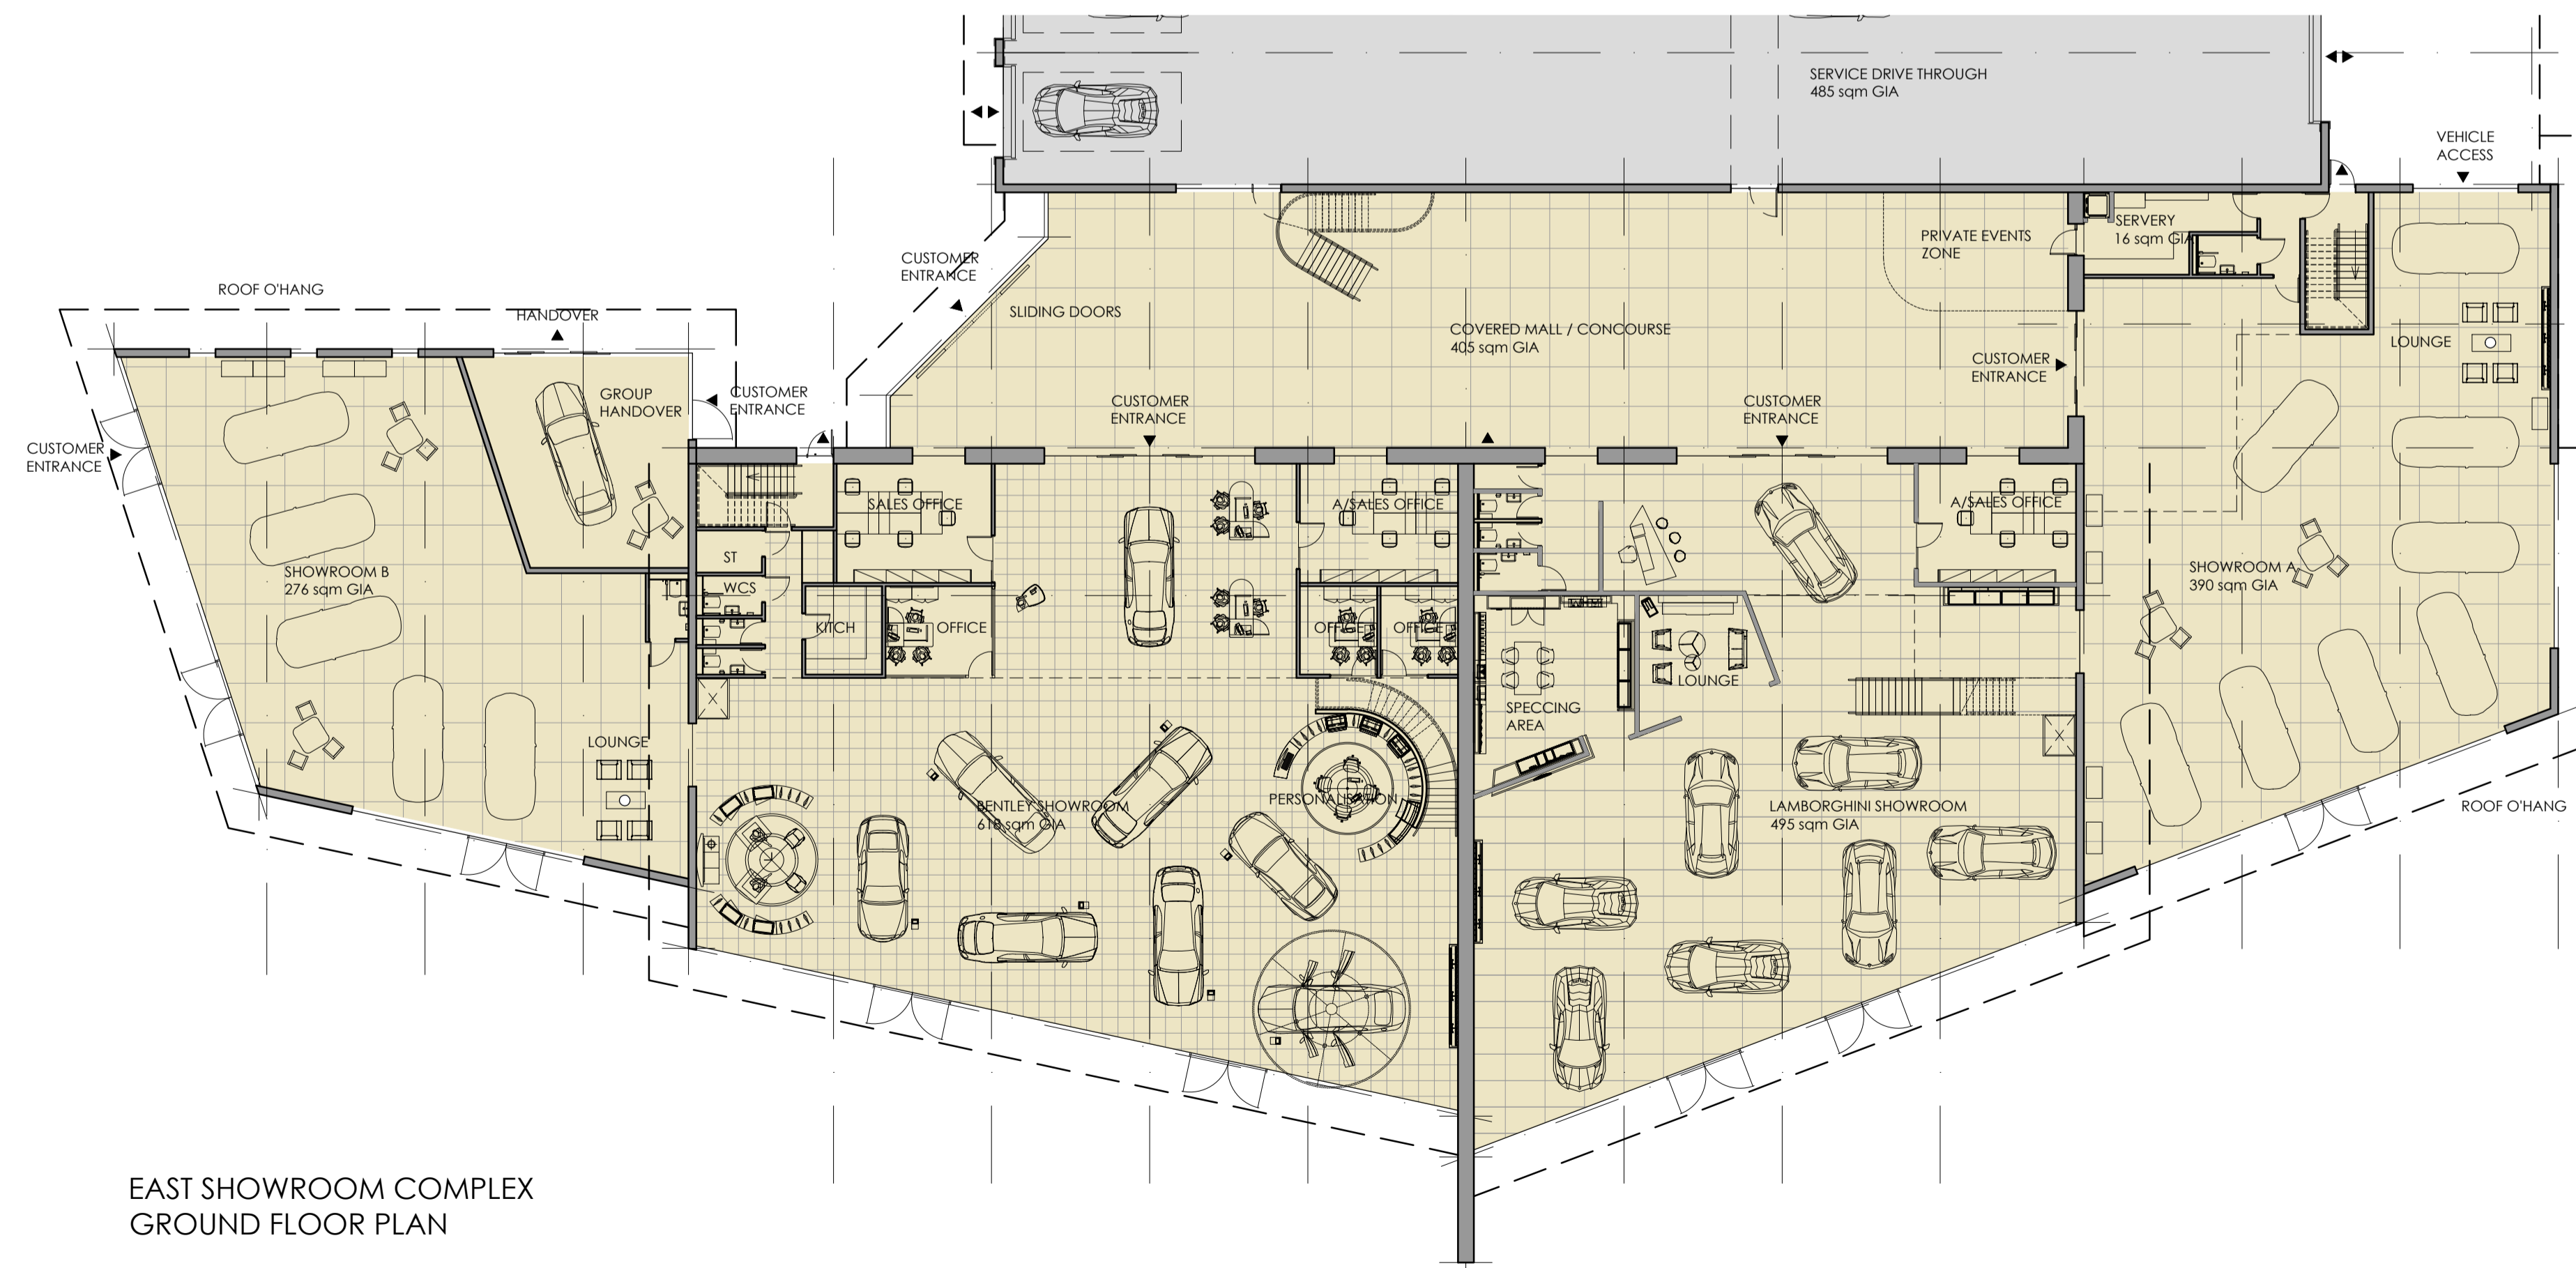 SERVICE DRIVE THROUGH
485 sqm GIA
VEHICLE
ACCESS
SERVERY
16 sqm GIA
PRIVATE EVENTS
ZONE
CUSTOMER
ENTRANCE
ROOF O'HANG
HANDOVER
SLIDING DOORS
COVERED MALL / CONCOURSE
405 sqm GIA
LOUNGE
CUSTOMER
ENTRANCE
GROUP
HANDOVER
CUSTOMER
ENTRANCE
CUSTOMER
ENTRANCE
CUSTOMER
ENTRANCE
CUSTOMER
ENTRANCE
SALES OFFICE
A/SALES OFFICE
A/SALES OFFICE
ST
WCS
SHOWROOM B
276 sqm GIA
SHOWROOM A
390 sqm GIA
KITCH
OFFICE
OFFICE
OFFICE
LOUNGE
SPECCING
AREA
LOUNGE
BENTLEY SHOWROOM
618 sqm GIA
PERSONALISATION
LAMBORGHINI SHOWROOM
495 sqm GIA
ROOF O'HANG
EAST SHOWROOM COMPLEX
GROUND FLOOR PLAN